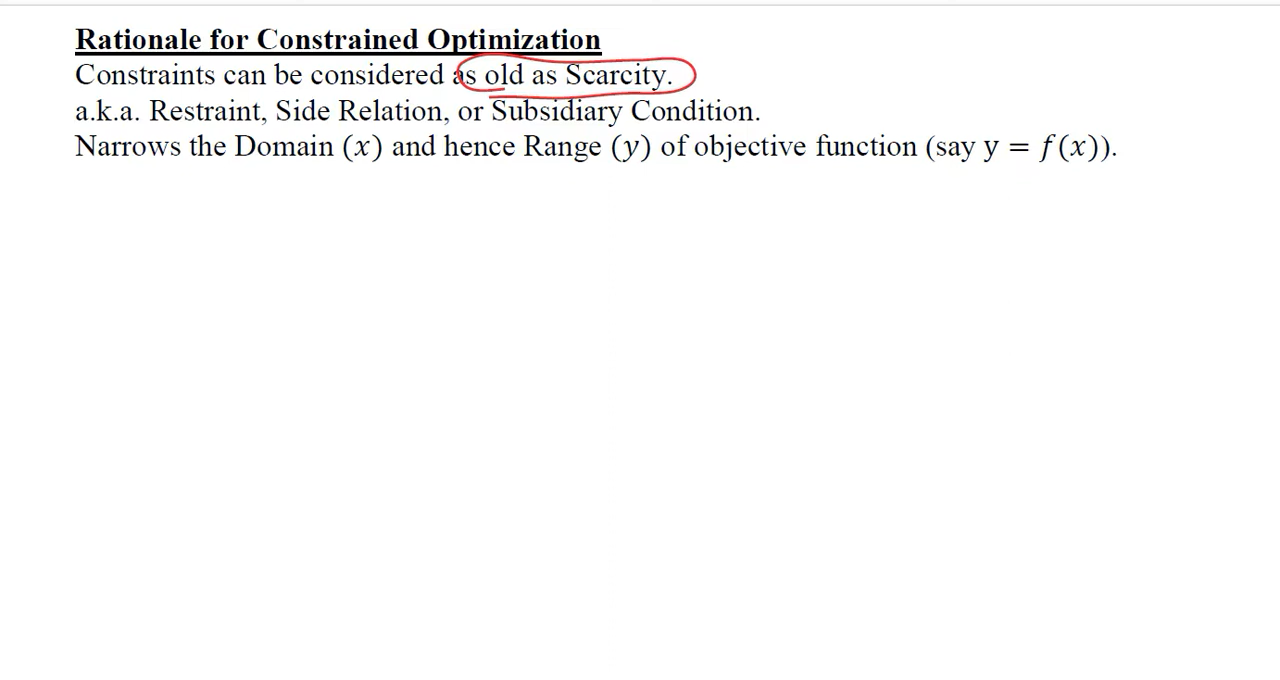 Rationale for Constrained Optimization
Constraints can be considered as old as Scarcity.
a.k.a. Restraint, Side Relation, or Subsidiary Condition.
Narrows the Domain (x) and hence Range (y) of objective function (say y = f(x)).